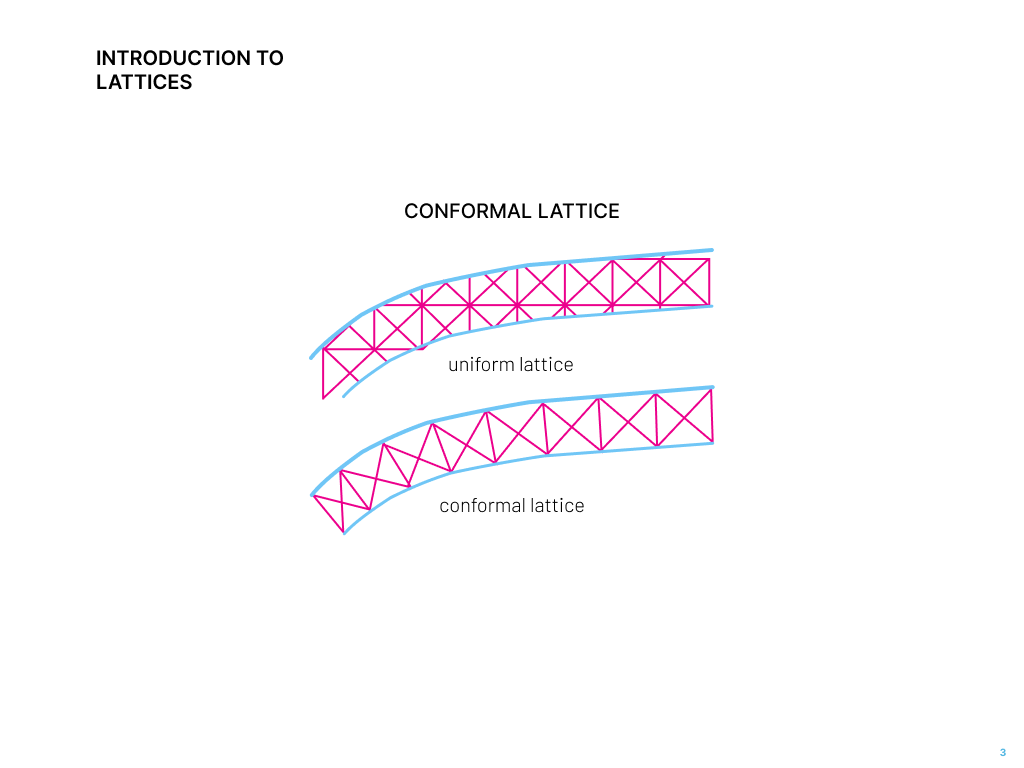 INTRODUCTION TO
LATTICES
CONFORMAL LATTICE
uniform lattice
conformal lattice
3